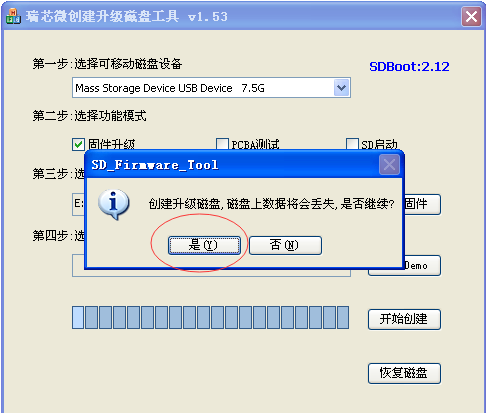 瑞芯微创建升级磁盘工具 v1.53
第一步:选择可移动磁盘设备
SDBoot:2.12
Mass Storage Device USB Device 7.5G
第二步:选择功能模式
固件升级 PCBA测试 SD启动
SD_Firmware_Tool
第三步:选
E: 固件
创建升级磁盘, 磁盘上数据将会丢失, 是否继续?
第四步:选
是(Y) 否(N)
Demo
开始创建
恢复磁盘